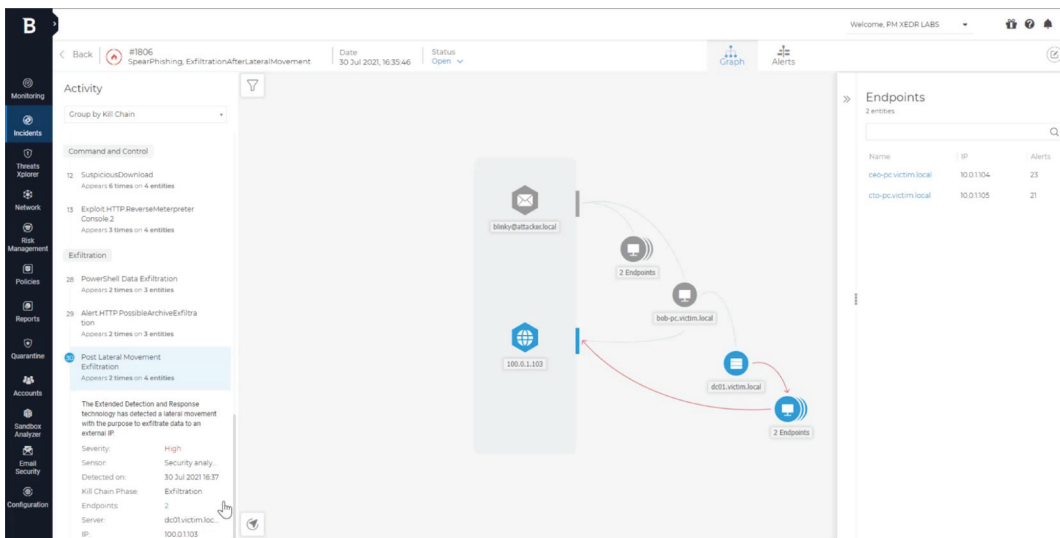 B
Welcome, PM XEDR LABS
Back
#1806
SpearPhishing, ExfiltrationAfterLateralMovement
Date
30 Jul 2021, 16:35:46
Status
Open
Graph
Alerts
Monitoring
Incidents
Threats
Xplorer
Network
Risk
Management
Policies
Reports
Quarantine
Accounts
Sandbox
Analyzer
Email
Security
Configuration
Activity
Group by Kill Chain
Command and Control
12 SuspiciousDownload
Appears 6 times on 4 entities
13 Exploit.HTTP.ReverseMeterpreter
Console.2
Appears 3 times on 4 entities
Exfiltration
28 PowerShell Data Exfiltration
Appears 2 times on 3 entities
29 Alert.HTTP.PossibleArchiveExfiltra
tion
Appears 2 times on 3 entities
30 Post Lateral Movement
Exfiltration
Appears 2 times on 4 entities
The Extended Detection and Response
technology has detected a lateral movement
with the purpose to exfiltrate data to an
external IP
Severity: High
Sensor: Security analy...
Detected on: 30 Jul 2021 16:37
Kill Chain Phase: Exfiltration
Endpoints: 2
Server: dc01.victim.loc...
IP: 100.0.1.103
blinky@attacker.local
2 Endpoints
bob-pc.victim.local
100.0.1.103
dc01.victim.local
2 Endpoints
Endpoints
2 entities
Name IP Alerts
ceo-pc.victim.local 10.0.1.104 23
cto-pc.victim.local 10.0.1.105 21